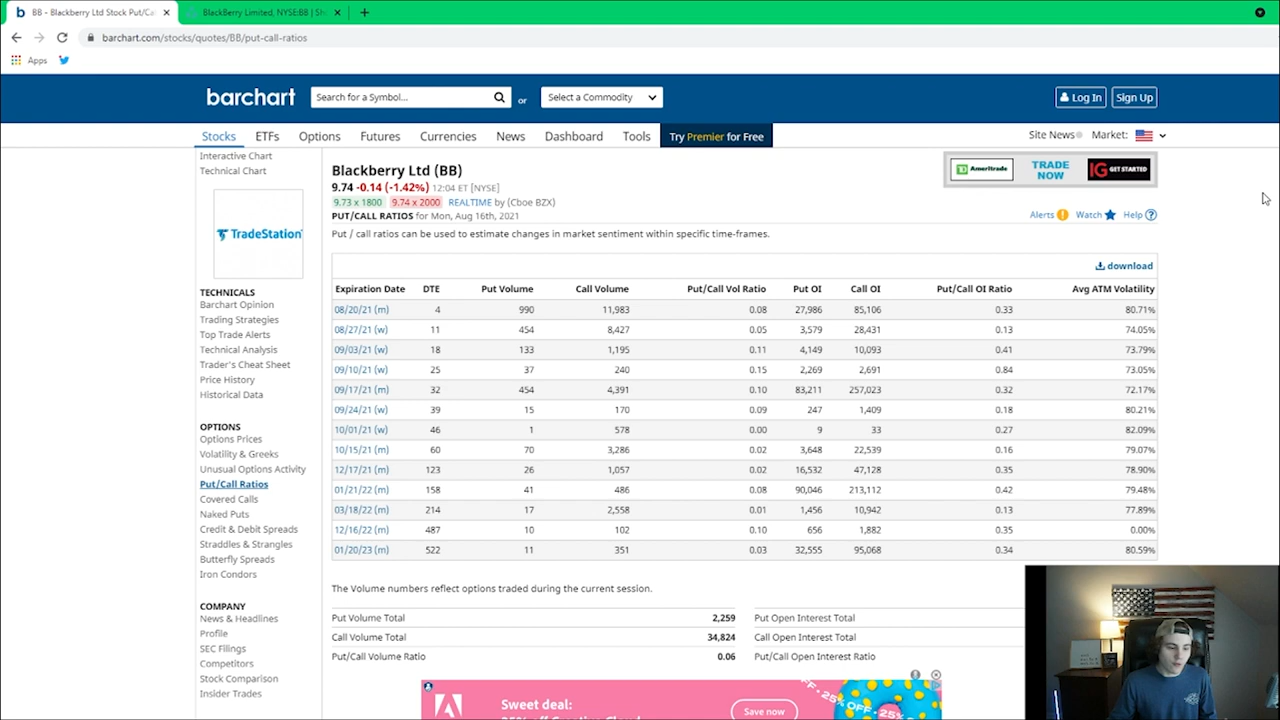 BB - Blackberry Ltd Stock Put/Ca
BlackBerry Limited, NYSE:BB | Sh
barchart.com/stocks/quotes/BB/put-call-ratios
Apps
barchart
Search for a Symbol...
or
Select a Commodity
Log In
Sign Up
Stocks
ETFs
Options
Futures
Currencies
News
Dashboard
Tools
Try Premier for Free
Site News
Market:
Interactive Chart
Technical Chart
TradeStation
TECHNICALS
Barchart Opinion
Trading Strategies
Top Trade Alerts
Technical Analysis
Trader's Cheat Sheet
Price History
Historical Data
OPTIONS
Options Prices
Volatility & Greeks
Unusual Options Activity
Put/Call Ratios
Covered Calls
Naked Puts
Credit & Debit Spreads
Straddles & Strangles
Butterfly Spreads
Iron Condors
COMPANY
News & Headlines
Profile
SEC Filings
Competitors
Stock Comparison
Insider Trades
Blackberry Ltd (BB)
9.74 -0.14 (-1.42%) 12:04 ET [NYSE]
9.73 x 1800 9.74 x 2000 REALTIME by (Cboe BZX)
PUT/CALL RATIOS for Mon, Aug 16th, 2021
Ameritrade
TRADE NOW
IG GET STARTED
Alerts
Watch
Help
Put / call ratios can be used to estimate changes in market sentiment within specific time-frames.
download
Expiration Date DTE Put Volume Call Volume Put/Call Vol Ratio Put OI Call OI Put/Call OI Ratio Avg ATM Volatility
08/20/21 (m) 4 990 11,983 0.08 27,986 85,106 0.33 80.71%
08/27/21 (w) 11 454 8,427 0.05 3,579 28,431 0.13 74.05%
09/03/21 (w) 18 133 1,195 0.11 4,149 10,093 0.41 73.79%
09/10/21 (w) 25 37 240 0.15 2,269 2,691 0.84 73.05%
09/17/21 (m) 32 454 4,391 0.10 83,211 257,023 0.32 72.17%
09/24/21 (w) 39 15 170 0.09 247 1,409 0.18 80.21%
10/01/21 (w) 46 1 578 0.00 9 33 0.27 82.09%
10/15/21 (m) 60 70 3,286 0.02 3,648 22,539 0.16 79.07%
12/17/21 (m) 123 26 1,057 0.02 16,532 47,128 0.35 78.90%
01/21/22 (m) 158 41 486 0.08 90,046 213,112 0.42 79.48%
03/18/22 (m) 214 17 2,558 0.01 1,456 10,942 0.13 77.89%
12/16/22 (m) 487 10 102 0.10 656 1,882 0.35 0.00%
01/20/23 (m) 522 11 351 0.03 32,555 95,068 0.34 80.59%
The Volume numbers reflect options traded during the current session.
Put Volume Total 2,259 Put Open Interest Total
Call Volume Total 34,824 Call Open Interest Total
Put/Call Volume Ratio 0.06 Put/Call Open Interest Ratio
Sweet deal:
Save now